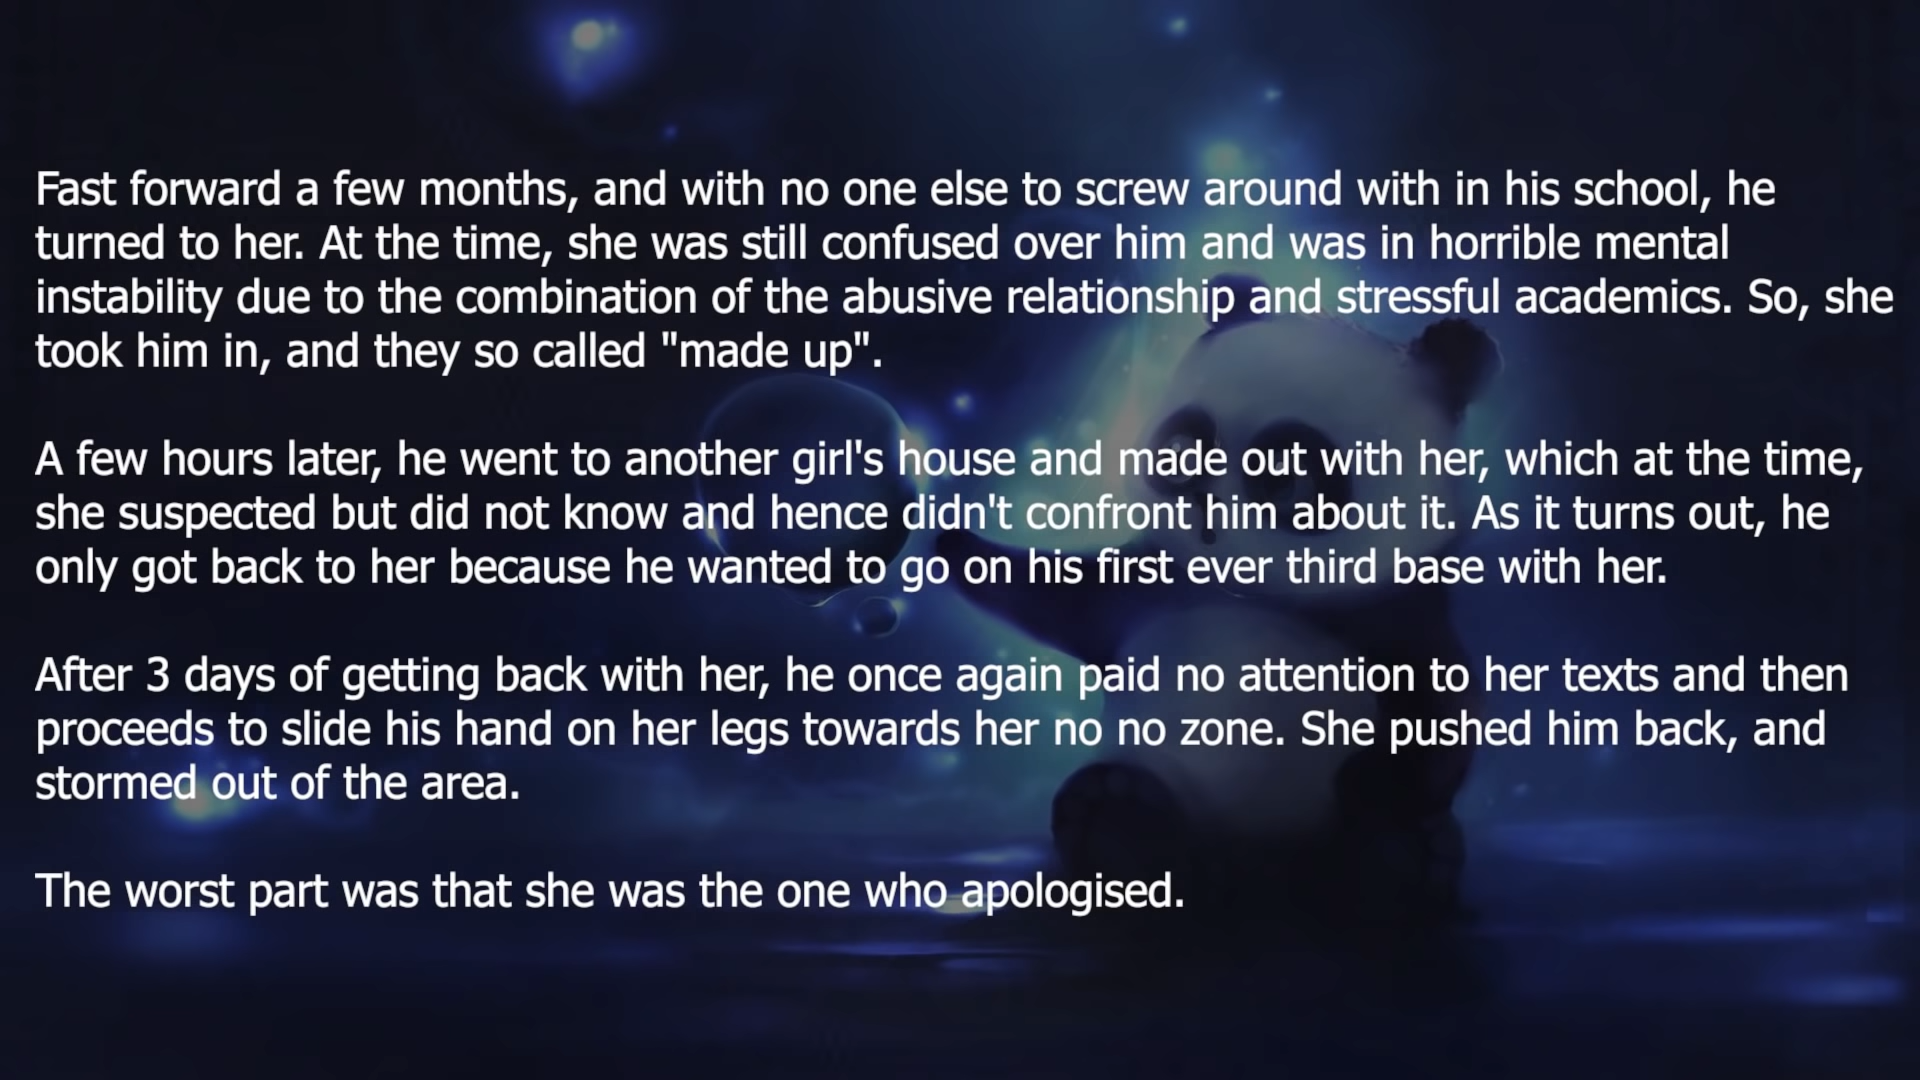 Fast forward a few months, and with no one else to screw around with in his school, he
turned to her. At the time, she was still confused over him and was in horrible mental
instability due to the combination of the abusive relationship and stressful academics. So, she
took him in, and they so called "made up".
A few hours later, he went to another girl's house and made out with her, which at the time,
she suspected but did not know and hence didn't confront him about it. As it turns out, he
only got back to her because he wanted to go on his first ever third base with her.
After 3 days of getting back with her, he once again paid no attention to her texts and then
proceeds to slide his hand on her legs towards her no no zone. She pushed him back, and
stormed out of the area.
The worst part was that she was the one who apologised.